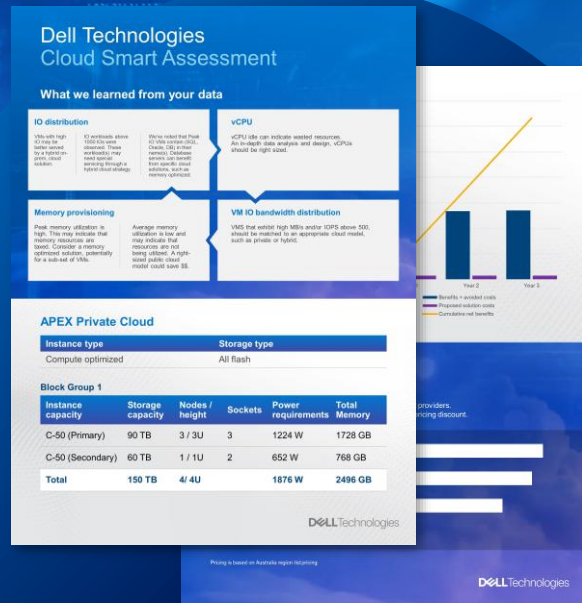 Dell Technologies
Cloud Smart Assessment
What we learned from your data
IO distribution
VMs with high
IO may be
better served
by a hybrid on-
prem, cloud
solution.
IO workloads above
1000 IOs were
observed. These
workload(s) may
need special
servicing through a
hybrid cloud strategy.
We've noted that Peak
IO VMs contain (SQL,
Oracle, DB) in their
name(s). Database
servers can benefit
from specific cloud
solutions, such as
memory optimized.
vCPU
vCPU idle can indicate wasted resources.
An in-depth data analysis and design, vCPUs
should be right sized.
Memory provisioning
Peak memory utilization is
high. This may indicate that
memory resources are
taxed. Consider a memory
optimized solution, potentially
for a sub-set of VMs.
Average memory
utilization is low and
may indicate that
resources are not
being utilized. A right-
sized public cloud
model could save $$.
VM IO bandwidth distribution
VMS that exhibit high MB/s and/or IOPS above 500,
should be matched to an appropriate cloud model,
such as private or hybrid.
APEX Private Cloud
Instance type Storage type
Compute optimized All flash
Block Group 1
Instance capacity Storage capacity Nodes / height Sockets Power requirements Total Memory
C-50 (Primary) 90 TB 3 / 3U 3 1224 W 1728 GB
C-50 (Secondary) 60 TB 1 / 1U 2 652 W 768 GB
Total 150 TB 4/ 4U 1876 W 2496 GB
DELLTechnologies
Year 2 Year 3
Benefits + avoided costs
Proposed solution costs
Cumulative net benefits
providers.
ricing discount.
Pricing is based on Australia region list pricing
DELLTechnologies